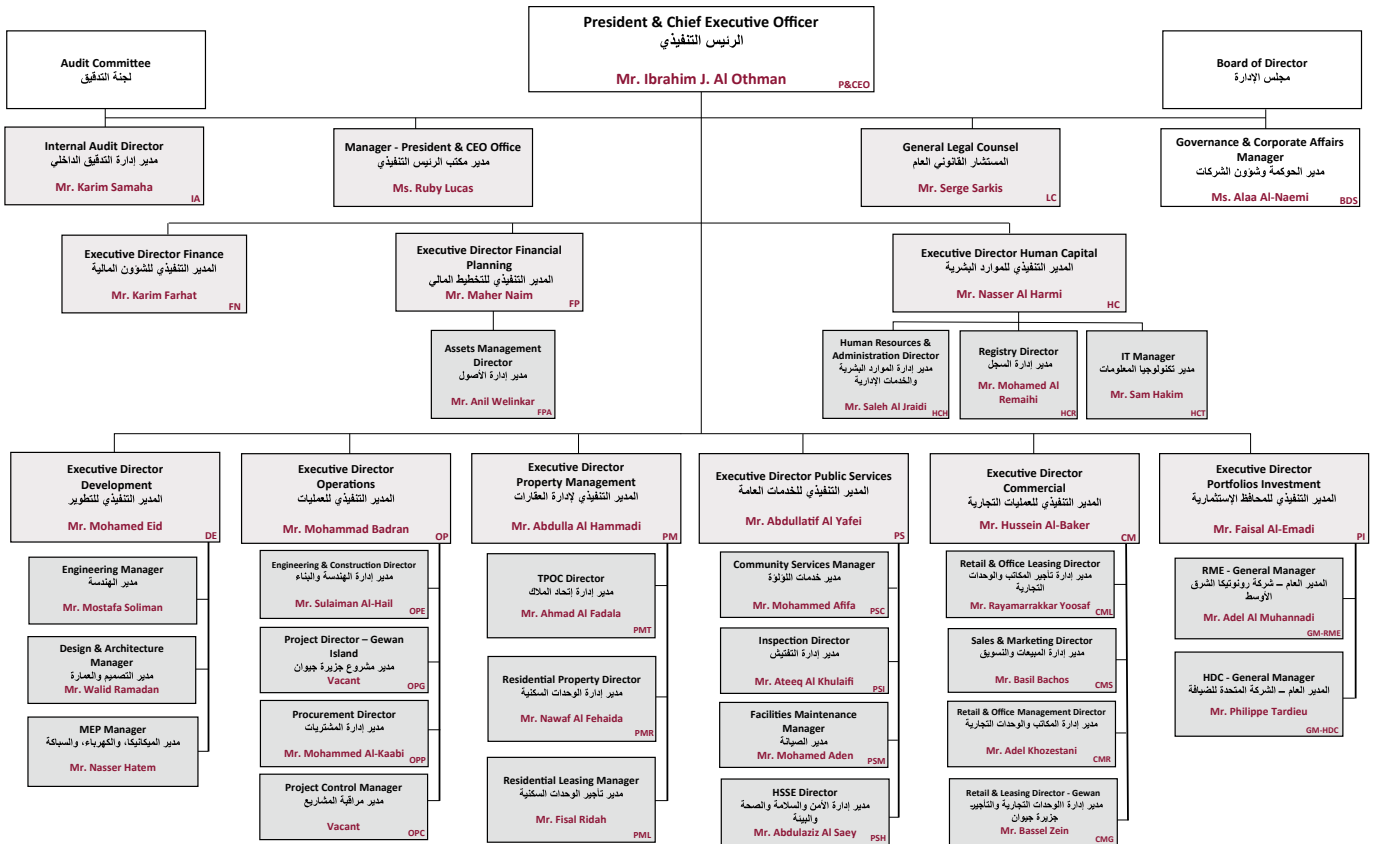 President & Chief Executive Officer
الرئيس التنفيذي
Mr. Ibrahim J. Al Othman
P&CEO
Audit Committee
لجنة التدقيق
Board of Director
مجلس الإدارة
Internal Audit Director
مدير إدارة التدقيق الداخلي
Mr. Karim Samaha
IA
Manager - President & CEO Office
مدير مكتب الرئيس التنفيذي
Ms. Ruby Lucas
General Legal Counsel
المستشار القانوني العام
Mr. Serge Sarkis
LC
Governance & Corporate Affairs
Manager
مدير الحوكمة وشؤون الشركات
Ms. Alaa Al-Naemi
BDS
Executive Director Finance
المدير التنفيذي للشؤون المالية
Mr. Karim Farhat
FN
Executive Director Financial
Planning
المدير التنفيذي للتخطيط المالي
Mr. Maher Naim
FP
Executive Director Human Capital
المدير التنفيذي للموارد البشرية
Mr. Nasser Al Harmi
HC
Assets Management
Director
مدير إدارة الأصول
Mr. Anil Welinkar
FPA
Human Resources &
Administration Director
مدير إدارة الموارد البشرية
والخدمات الإدارية
Mr. Saleh Al Jraidi
HCH
Registry Director
مدير إدارة السجل
Mr. Mohamed Al
Remaihi
HCR
IT Manager
مدير تكنولوجيا المعلومات
Mr. Sam Hakim
HCT
Executive Director
Development
المدير التنفيذي للتطوير
Mr. Mohamed Eid
DE
Executive Director
Operations
المدير التنفيذي للعمليات
Mr. Mohammad Badran
OP
Executive Director
Property Management
المدير التنفيذي لإدارة العقارات
Mr. Abdulla Al Hammadi
PM
Executive Director Public Services
المدير التنفيذي للخدمات العامة
Mr. Abdullatif Al Yafei
PS
Executive Director
Commercial
المدير التنفيذي للعمليات التجارية
Mr. Hussein Al-Baker
CM
Executive Director
Portfolios Investment
المدير التنفيذي للمحافظ الإستثمارية
Mr. Faisal Al-Emadi
PI
Engineering Manager
مدير الهندسة
Mr. Mostafa Soliman
Design & Architecture
Manager
مدير التصميم والعمارة
Mr. Walid Ramadan
MEP Manager
مدير الميكانيكا، والكهرباء، والسباكة
Mr. Nasser Hatem
Engineering & Construction Director
مدير إدارة الهندسة والبناء
Mr. Sulaiman Al-Hail
OPE
Project Director – Gewan
Island
مدير مشروع جزيرة جيوان
Vacant
OPG
Procurement Director
مدير إدارة المشتريات
Mr. Mohammed Al-Kaabi
OPP
Project Control Manager
مدير مراقبة المشاريع
Vacant
OPC
TPOC Director
مدير إدارة إتحاد الملاك
Mr. Ahmad Al Fadala
PMT
Residential Property Director
مدير إدارة الوحدات السكنية
Mr. Nawaf Al Fehaida
PMR
Residential Leasing Manager
مدير تأجير الوحدات السكنية
Mr. Fisal Ridah
PML
Community Services Manager
مدير خدمات اللؤلؤة
Mr. Mohammed Afifa
PSC
Inspection Director
مدير إدارة التفتيش
Mr. Ateeq Al Khulaifi
PSI
Facilities Maintenance
Manager
مدير الصيانة
Mr. Mohamed Aden
PSM
HSSE Director
مدير إدارة الأمن والسلامة والصحة
والبيئة
Mr. Abdulaziz Al Saey
PSH
Retail & Office Leasing Director
مدير إدارة تأجير المكاتب والوحدات
التجارية
Mr. Rayamarrakkar Yoosaf
CML
Sales & Marketing Director
مدير إدارة المبيعات والتسويق
Mr. Basil Bachos
CMS
Retail & Office Management Director
مدير إدارة المكاتب والوحدات التجارية
Mr. Adel Khozestani
CMR
Retail & Leasing Director - Gewan
مدير إدارة االوحدات التجارية والتأجير-
جزيرة جيوان
Mr. Bassel Zein
CMG
RME - General Manager
المدير العام – شركة رونوتيكا الشرق
الأوسط
Mr. Adel Al Muhannadi
GM-RME
HDC - General Manager
المدير العام – الشركة المتحدة للضيافة
Mr. Philippe Tardieu
GM-HDC